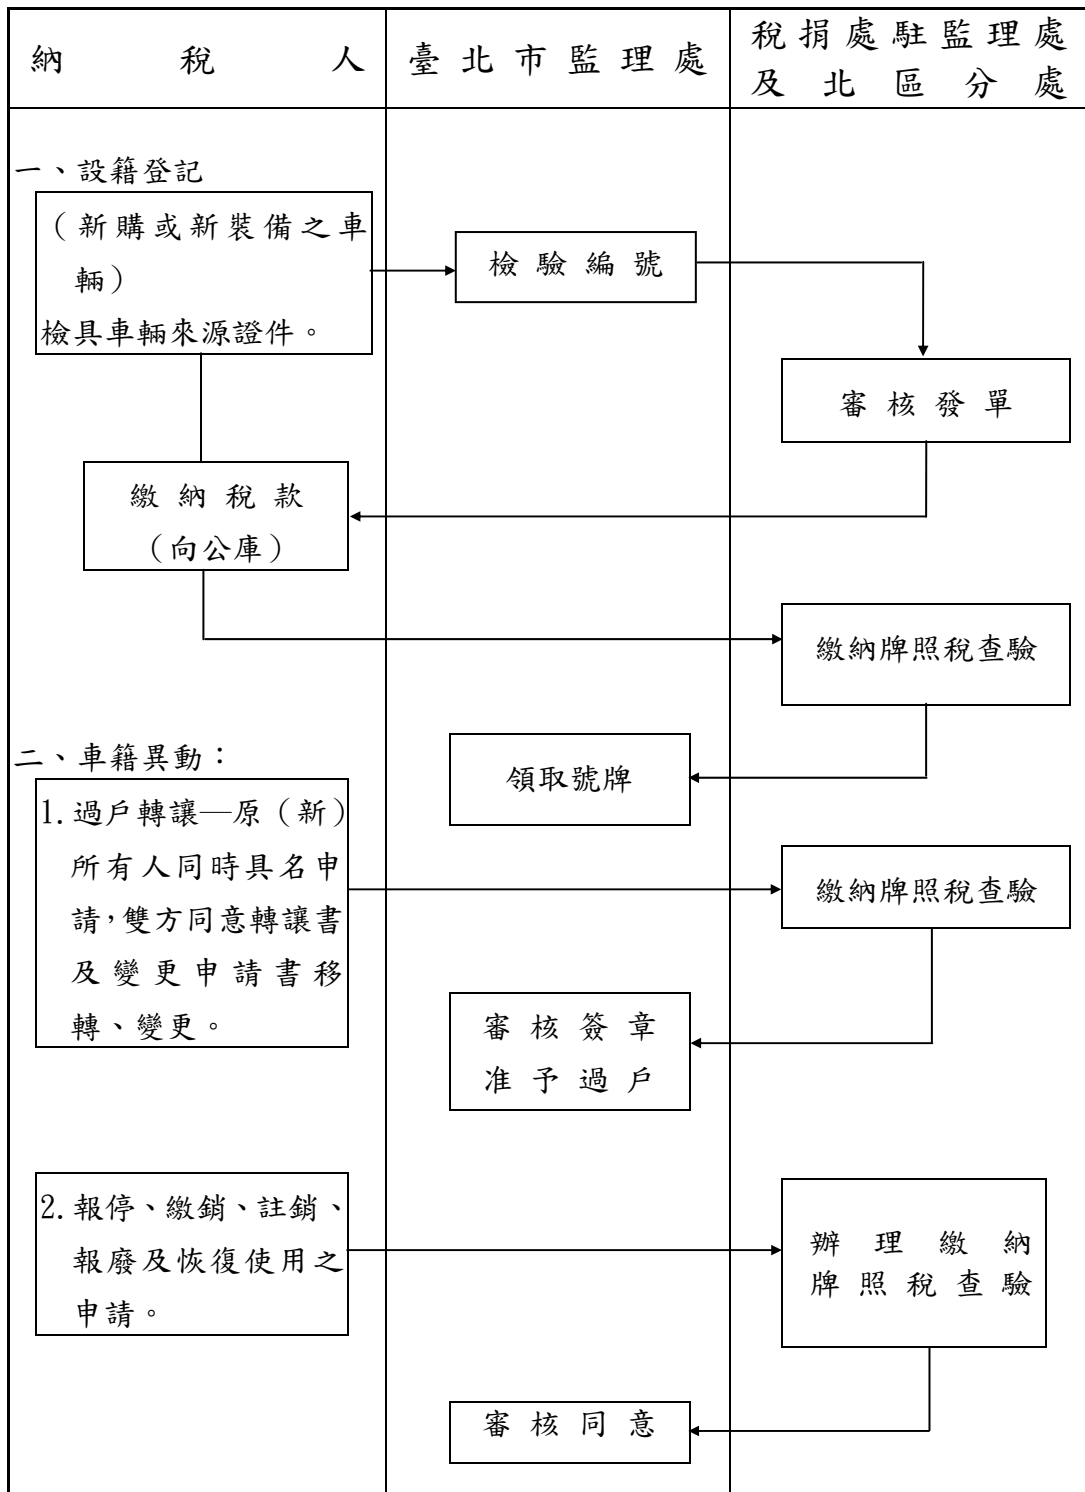 納稅人
臺北市監理處
稅捐處駐監理處
及北區分處
一、設籍登記
（新購或新裝備之車
輛）
檢具車輛來源證件。
檢驗編號
審核發單
繳納稅款
（向公庫）
繳納牌照稅查驗
領取號牌
二、車籍異動：
1.過戶轉讓—原（新）
所有人同時具名申
請，雙方同意轉讓書
及變更申請書移
轉、變更。
繳納牌照稅查驗
審核簽章
准予過戶
2.報停、繳銷、註銷、
報廢及恢復使用之
申請。
辦理繳納
牌照稅查驗
審核同意